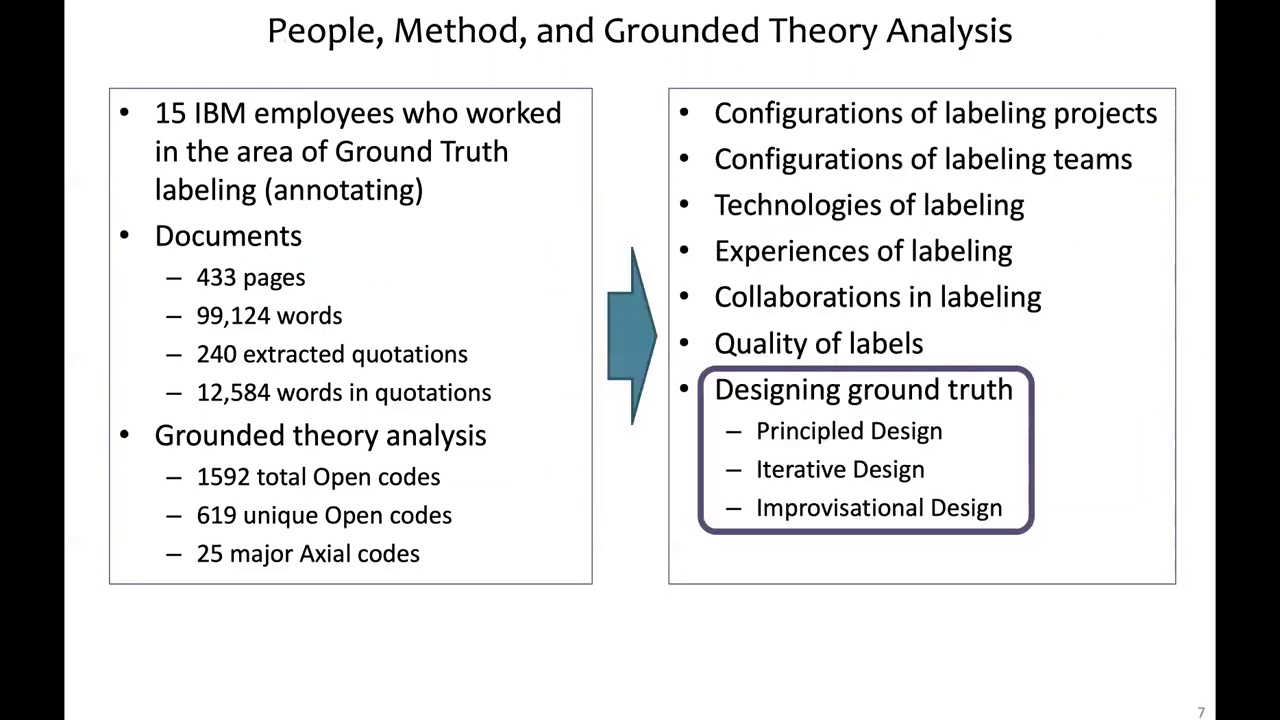 People, Method, and Grounded Theory Analysis
• 15 IBM employees who worked
in the area of Ground Truth
labeling (annotating)
• Documents
– 433 pages
– 99,124 words
– 240 extracted quotations
– 12,584 words in quotations
• Grounded theory analysis
– 1592 total Open codes
– 619 unique Open codes
– 25 major Axial codes
• Configurations of labeling projects
• Configurations of labeling teams
• Technologies of labeling
• Experiences of labeling
• Collaborations in labeling
• Quality of labels
• Designing ground truth
– Principled Design
– Iterative Design
– Improvisational Design
7